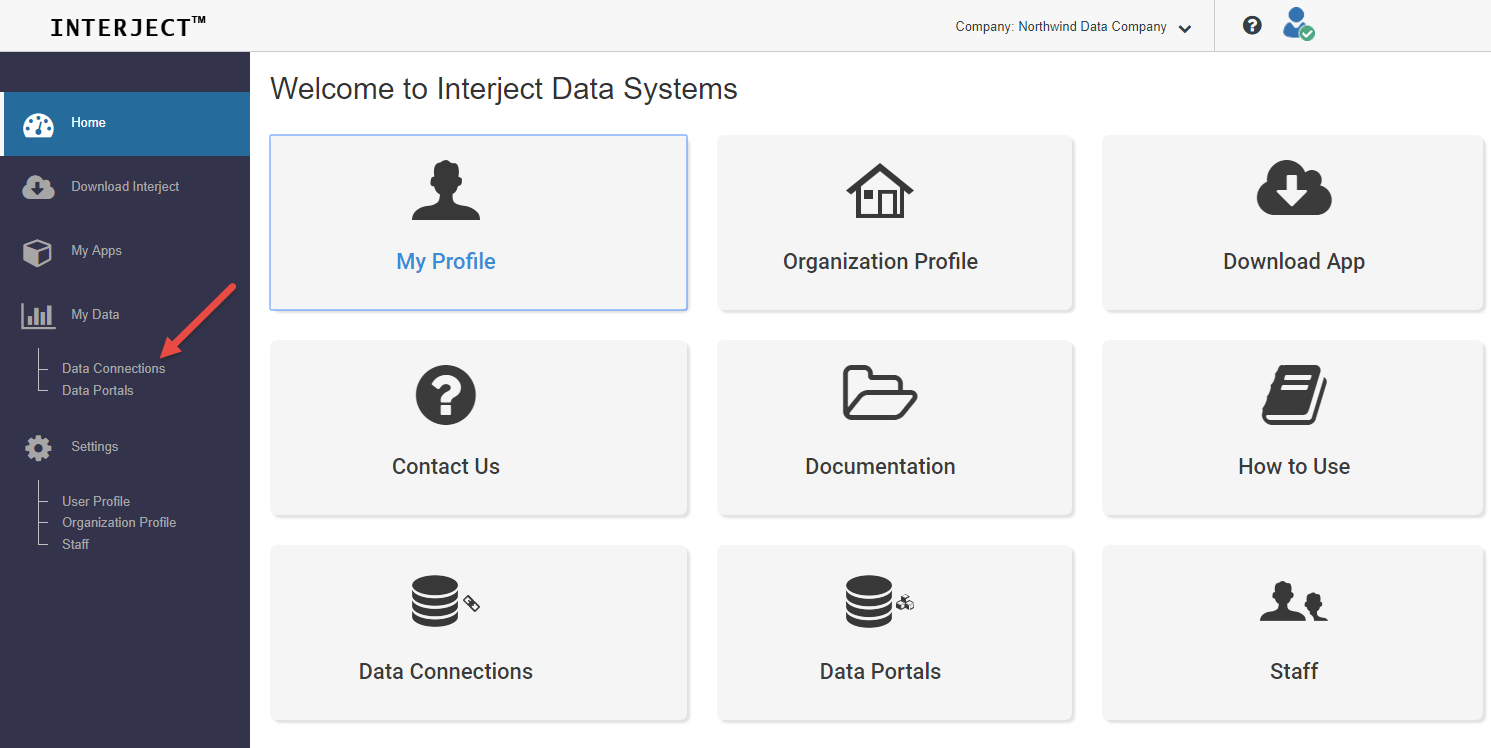 INTERJECT™
Company: Northwind Data Company
Home
Download Interject
My Apps
My Data
Data Connections
Data Portals
Settings
User Profile
Organization Profile
Staff
Welcome to Interject Data Systems
My Profile
Organization Profile
Download App
Contact Us
Documentation
How to Use
Data Connections
Data Portals
Staff